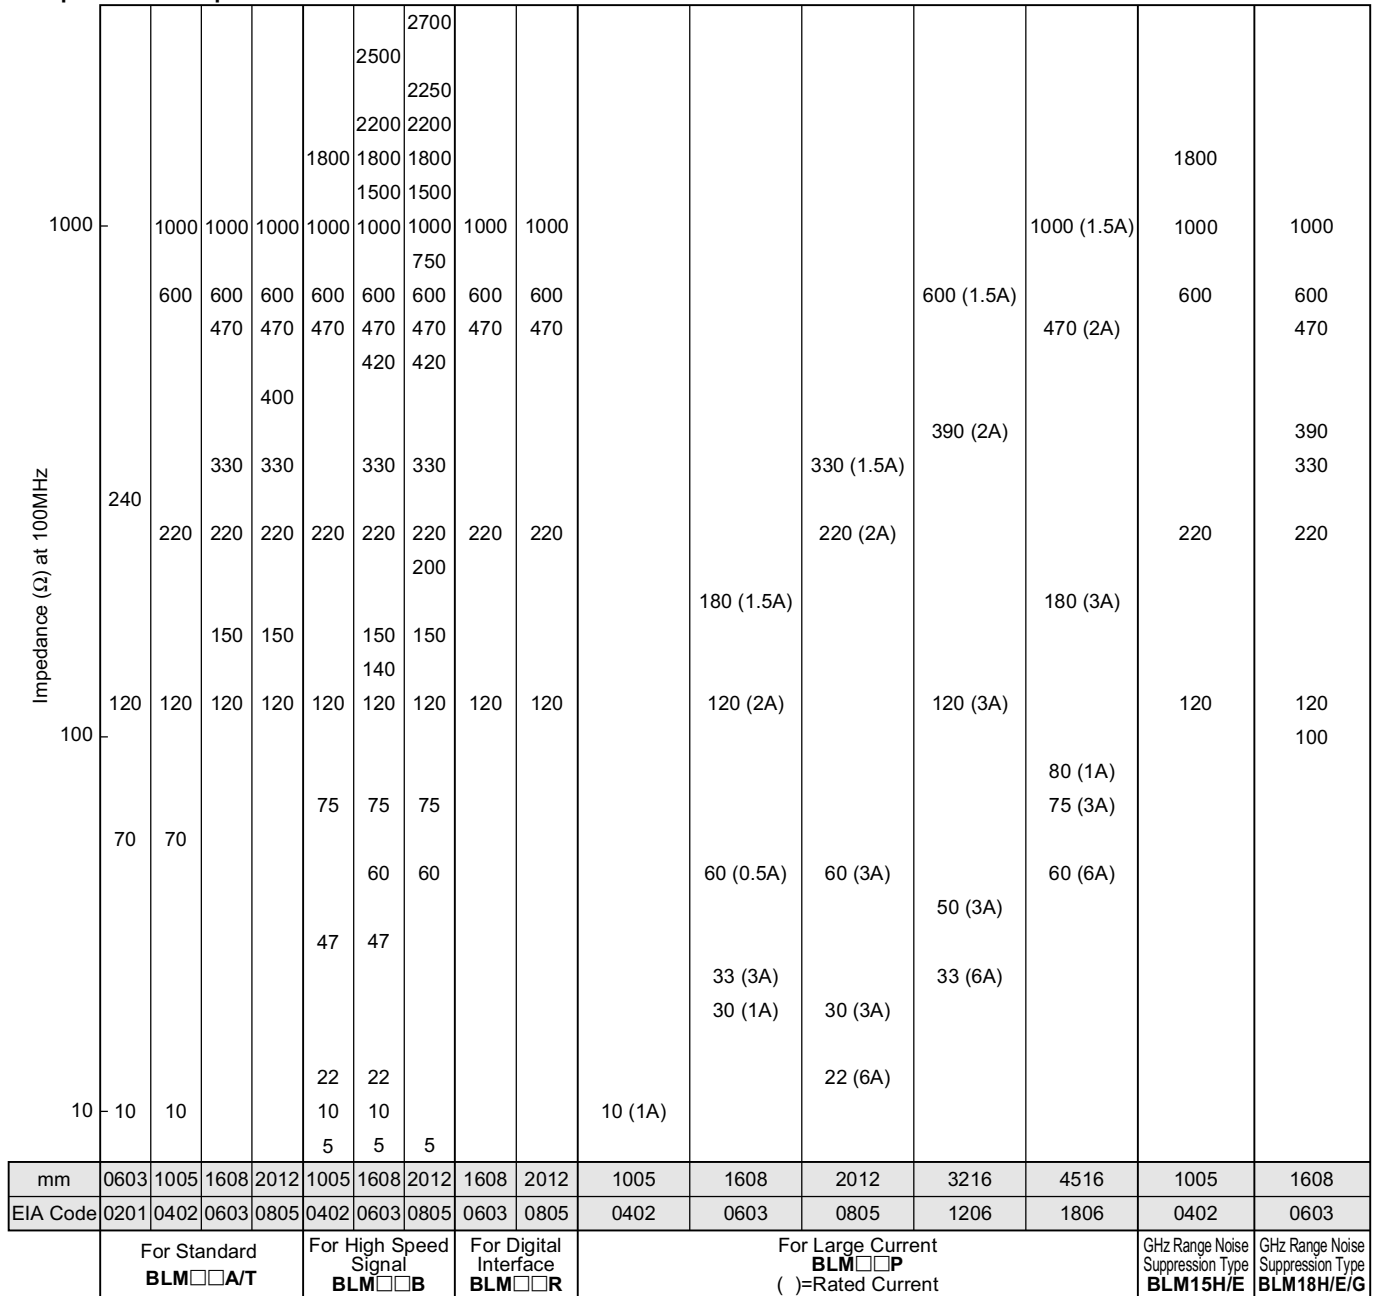 2700
2500
2250
2200 2200
1800 1800 1800 1800
1500 1500
1000 1000 1000 1000 1000 1000 1000 1000 1000 1000 (1.5A) 1000 1000
750
600 600 600 600 600 600 600 600 600 (1.5A) 600 600
470 470 470 470 470 470 470 470 (2A) 470
420 420
400
390 (2A) 390
330 330 330 330 330 (1.5A) 330
240
220 220 220 220 220 220 220 220 220 (2A) 220 220
200
180 (1.5A) 180 (3A)
150 150 150 150
140
120 120 120 120 120 120 120 120 120 120 (2A) 120 (3A) 120 120
100 100
80 (1A)
75 75 75 75 (3A)
70 70
60 60 60 (0.5A) 60 (3A) 60 (6A)
50 (3A)
47 47
33 (3A) 33 (6A)
30 (1A) 30 (3A)
22 22 22 (6A)
10 10 10 10 10 10 (1A)
5 5 5
Impedance (Ω) at 100MHz
mm 0603 1005 1608 2012 1005 1608 2012 1608 2012 1005 1608 2012 3216 4516 1005 1608
EIA Code 0201 0402 0603 0805 0402 0603 0805 0603 0805 0402 0603 0805 1206 1806 0402 0603
For Standard
BLM□□A/T
For High Speed
Signal
BLM□□B
For Digital
Interface
BLM□□R
For Large Current
BLM□□P
( )=Rated Current
GHz Range Noise
Suppression Type
BLM15H/E
GHz Range Noise
Suppression Type
BLM18H/E/G